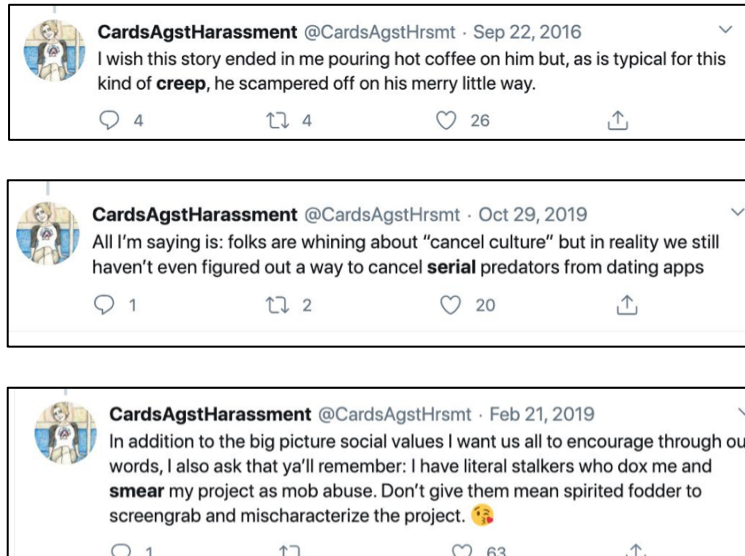 CardsAgstHarassment @CardsAgstHrsmt · Sep 22, 2016
I wish this story ended in me pouring hot coffee on him but, as is typical for this
kind of creep, he scampered off on his merry little way.
4 4 26
CardsAgstHarassment @CardsAgstHrsmt · Oct 29, 2019
All I'm saying is: folks are whining about “cancel culture” but in reality we still
haven't even figured out a way to cancel serial predators from dating apps
1 2 20
CardsAgstHarassment @CardsAgstHrsmt · Feb 21, 2019
In addition to the big picture social values I want us all to encourage through ou
words, I also ask that ya'll remember: I have literal stalkers who dox me and
smear my project as mob abuse. Don't give them mean spirited fodder to
screengrab and mischaracterize the project. 😘
1 63